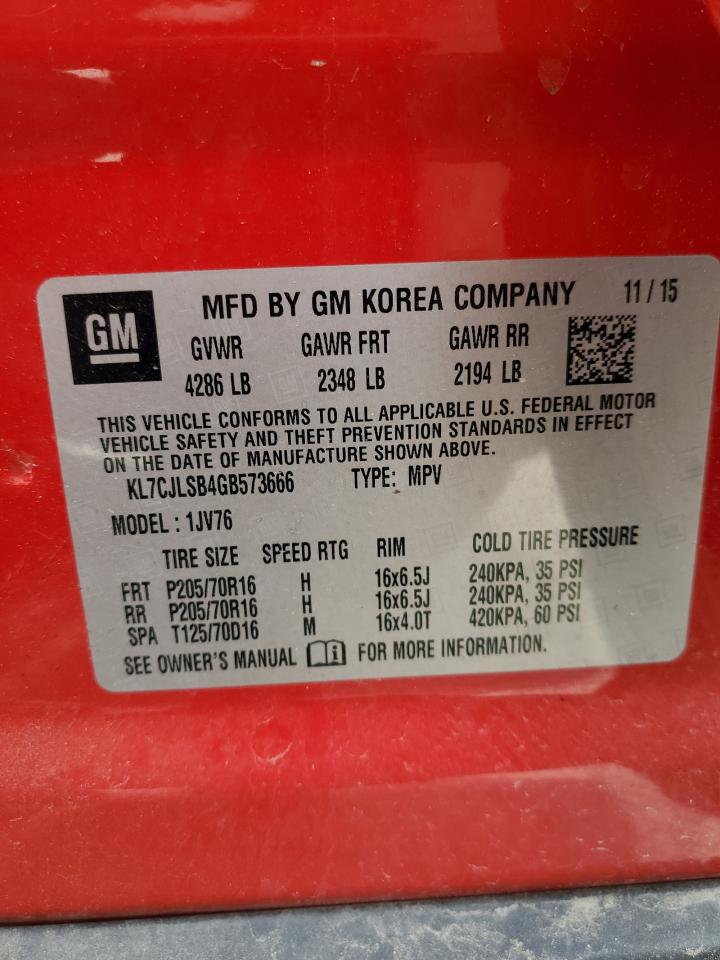 GM MFD BY GM KOREA COMPANY 11/15
GVWR GAWR FRT GAWR RR
4286 LB 2348 LB 2194 LB
THIS VEHICLE CONFORMS TO ALL APPLICABLE U.S. FEDERAL MOTOR
VEHICLE SAFETY AND THEFT PREVENTION STANDARDS IN EFFECT
ON THE DATE OF MANUFACTURE SHOWN ABOVE.
KL7CJLSB4GB573666 TYPE: MPV
MODEL : 1JV76
TIRE SIZE SPEED RTG RIM COLD TIRE PRESSURE
FRT P205/70R16 H 16x6.5J 240KPA, 35 PSI
RR P205/70R16 H 16x6.5J 240KPA, 35 PSI
SPA T125/70D16 M 16x4.0T 420KPA, 60 PSI
SEE OWNER'S MANUAL i FOR MORE INFORMATION.